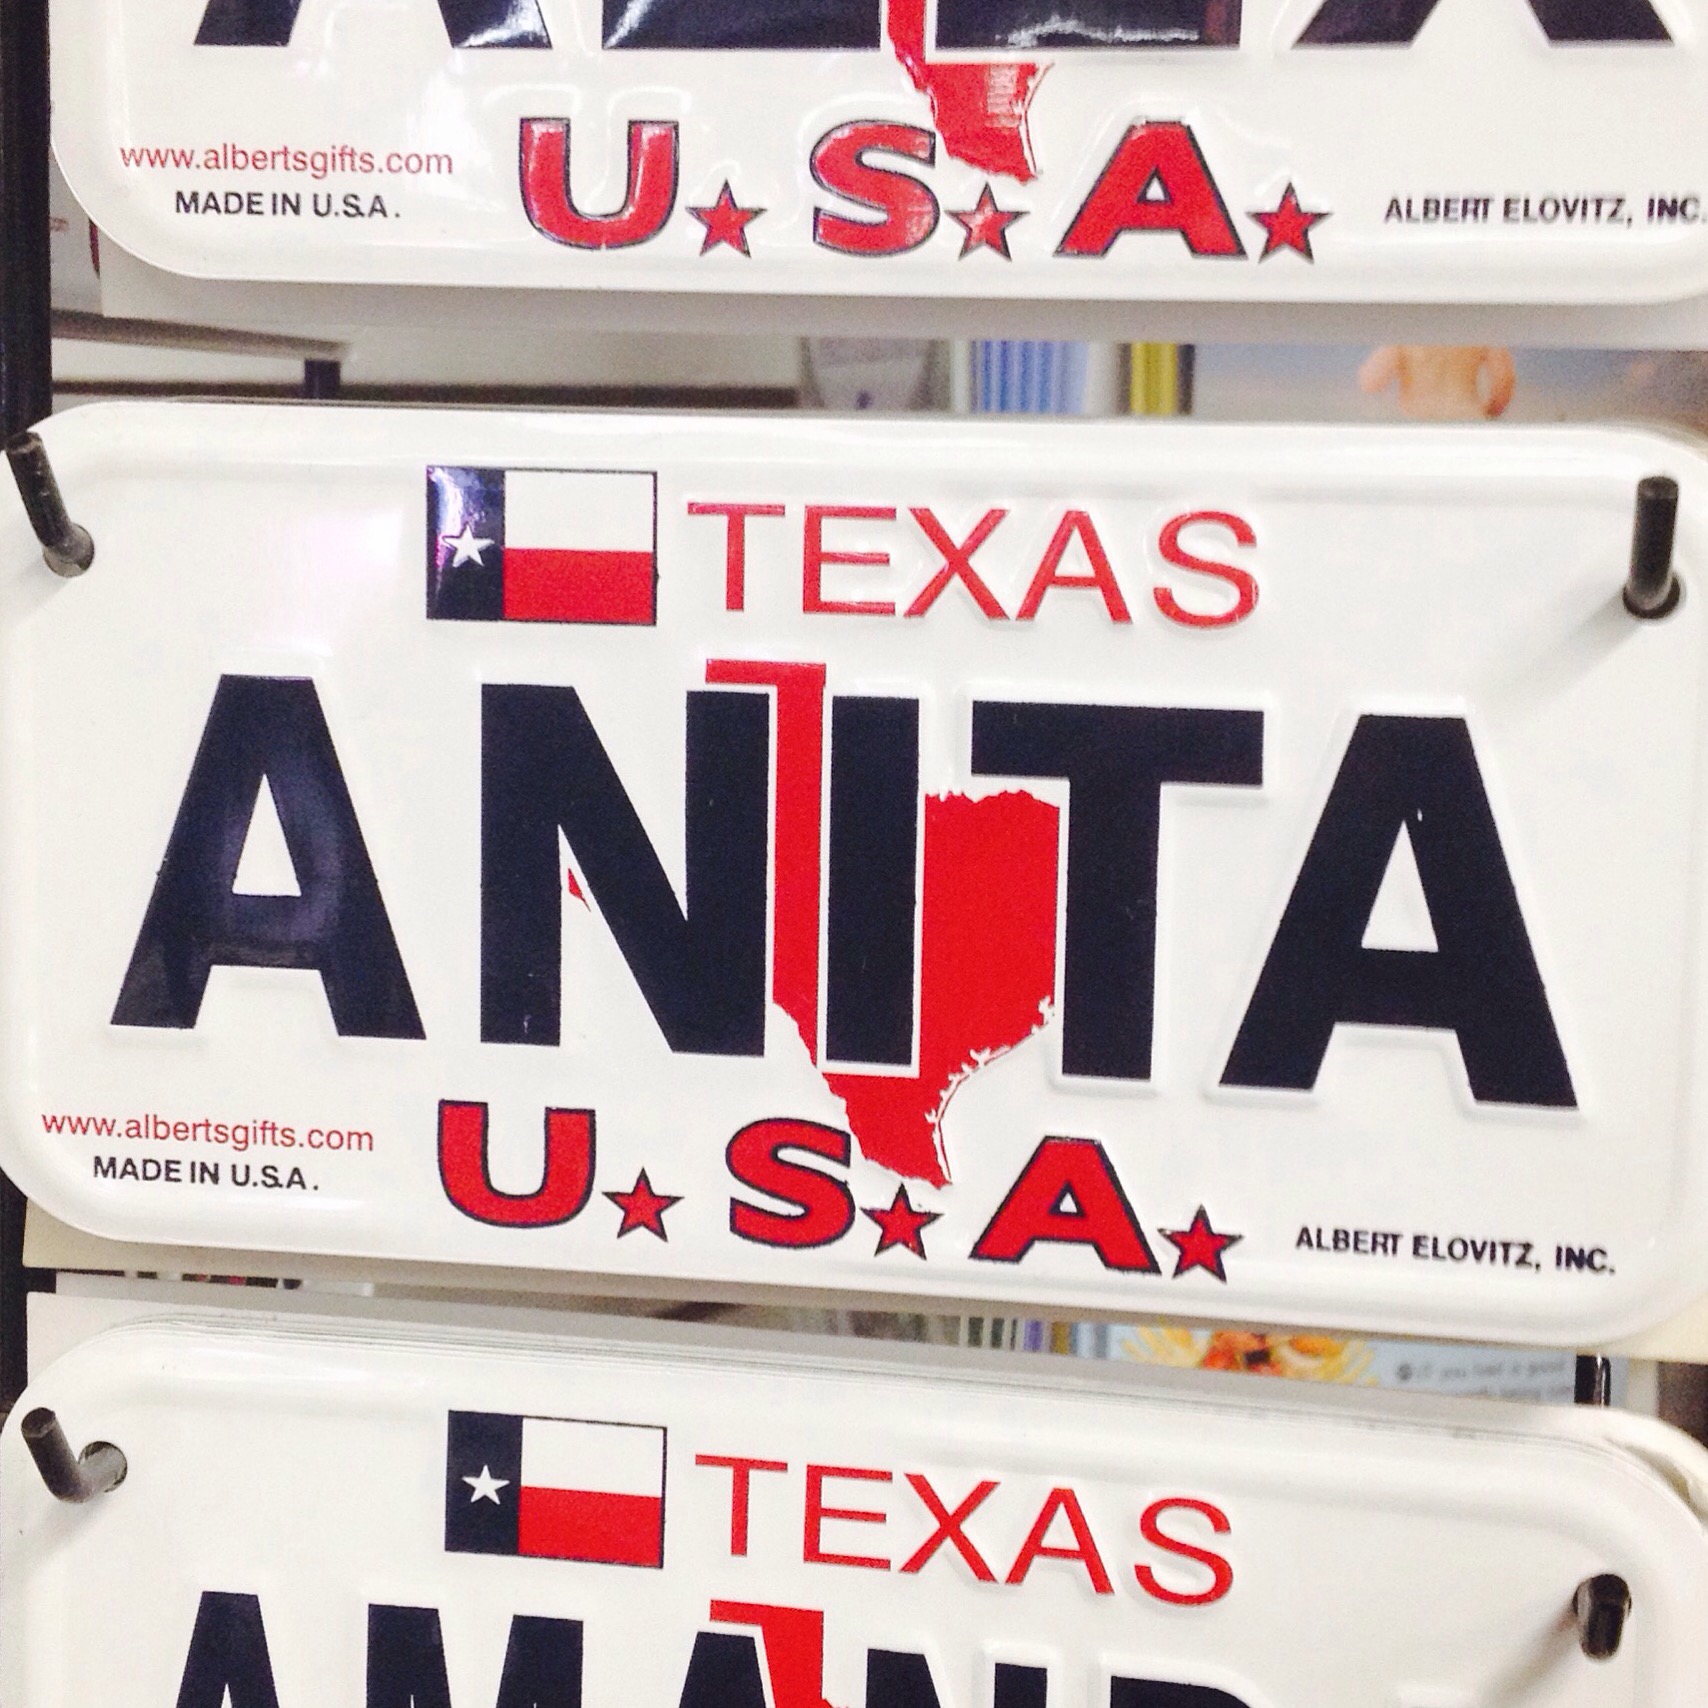 ALEX
www.albertsgifts.com
MADE IN U.S.A.
U.S.A.
ALBERT ELOVITZ, INC.
TEXAS
ANITA
www.albertsgifts.com
MADE IN U.S.A.
U.S.A.
ALBERT ELOVITZ, INC.
TEXAS